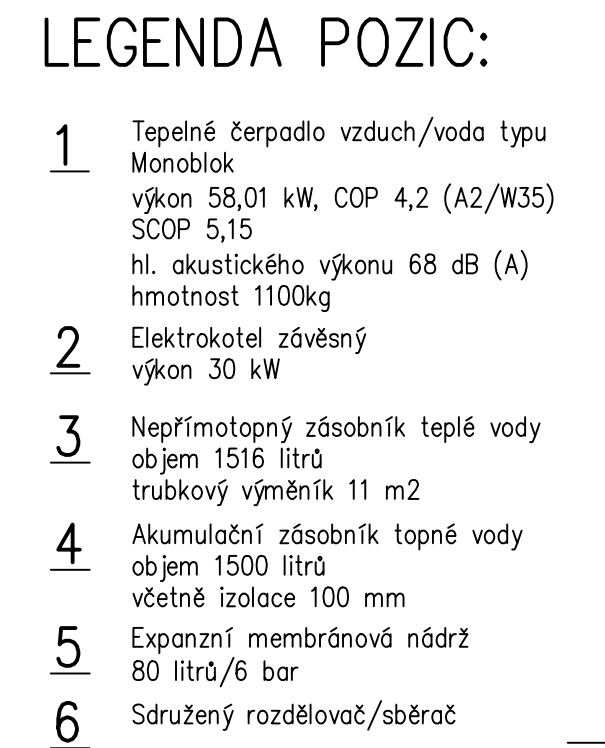 LEGENDA POZIC:
1 Tepelné čerpadlo vzduch/voda typu
Monoblok
výkon 58,01 kW, COP 4,2 (A2/W35)
SCOP 5,15
hl. akustického výkonu 68 dB (A)
hmotnost 1100kg
2 Elektrokotel závěsný
výkon 30 kW
3 Nepřímotopný zásobník teplé vody
objem 1516 litrů
trubkový výměník 11 m2
4 Akumulační zásobník topné vody
objem 1500 litrů
včetně izolace 100 mm
5 Expanzní membránová nádrž
80 litrů/6 bar
6 Sdružený rozdělovač/sběrač